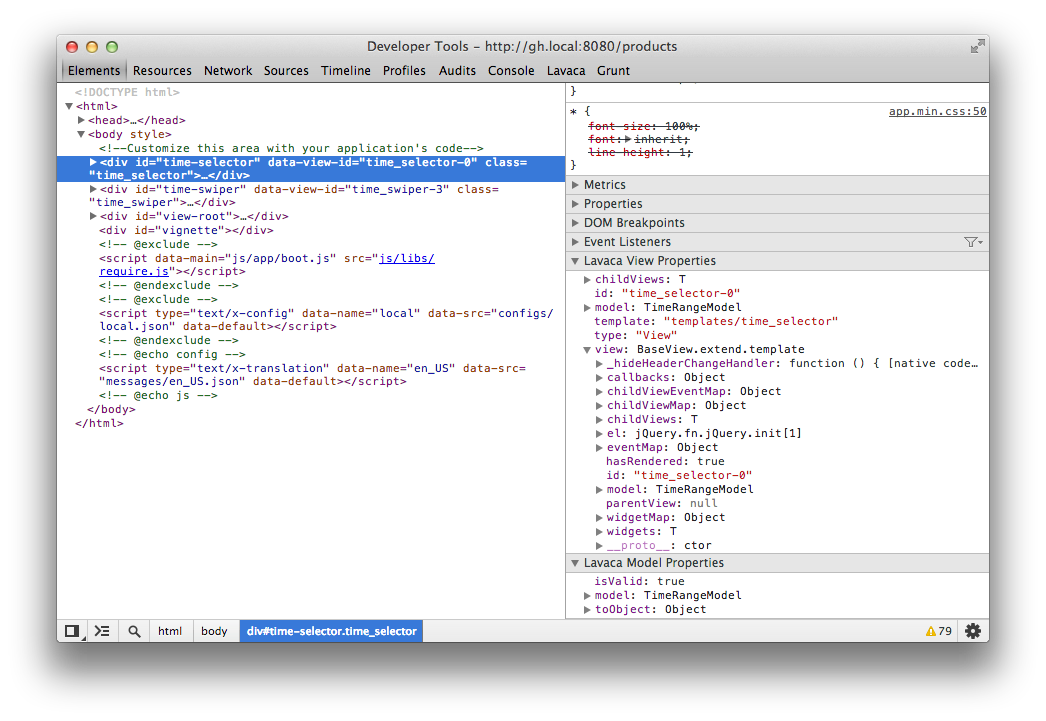 Developer Tools - http://gh.local:8080/products
Elements Resources Network Sources Timeline Profiles Audits Console Lavaca Grunt
<!DOCTYPE html>
▼<html>
▶<head>…</head>
▼<body style>
<!--Customize this area with your application's code-->
▶<div id="time-selector" data-view-id="time_selector-0" class=
"time_selector">…</div>
▶<div id="time-swiper" data-view-id="time_swiper-3" class=
"time_swiper">…</div>
▶<div id="view-root">…</div>
<div id="vignette"></div>
<!-- @exclude -->
<script data-main="js/app/boot.js" src="js/libs/
require.js"></script>
<!-- @endexclude -->
<!-- @exclude -->
<script type="text/x-config" data-name="local" data-src="configs/
local.json" data-default></script>
<!-- @endexclude -->
<!-- @echo config -->
<script type="text/x-translation" data-name="en_US" data-src=
"messages/en_US.json" data-default></script>
<!-- @echo js -->
</body>
</html>
}
* { app.min.css:50
font-size: 100%;
font:▶inherit;
line-height: 1;
}
▶ Metrics
▶ Properties
▶ DOM Breakpoints
▶ Event Listeners
▼ Lavaca View Properties
▶ childViews: T
id: "time_selector-0"
▶ model: TimeRangeModel
template: "templates/time_selector"
type: "View"
▼ view: BaseView.extend.template
▶ _hideHeaderChangeHandler: function () { [native code…
▶ callbacks: Object
▶ childViewEventMap: Object
▶ childViewMap: Object
▶ childViews: T
▶ el: jQuery.fn.jQuery.init[1]
▶ eventMap: Object
hasRendered: true
id: "time_selector-0"
▶ model: TimeRangeModel
parentView: null
▶ widgetMap: Object
▶ widgets: T
▶ __proto__: ctor
▼ Lavaca Model Properties
isValid: true
▶ model: TimeRangeModel
▶ toObject: Object
html body div#time-selector.time_selector 79